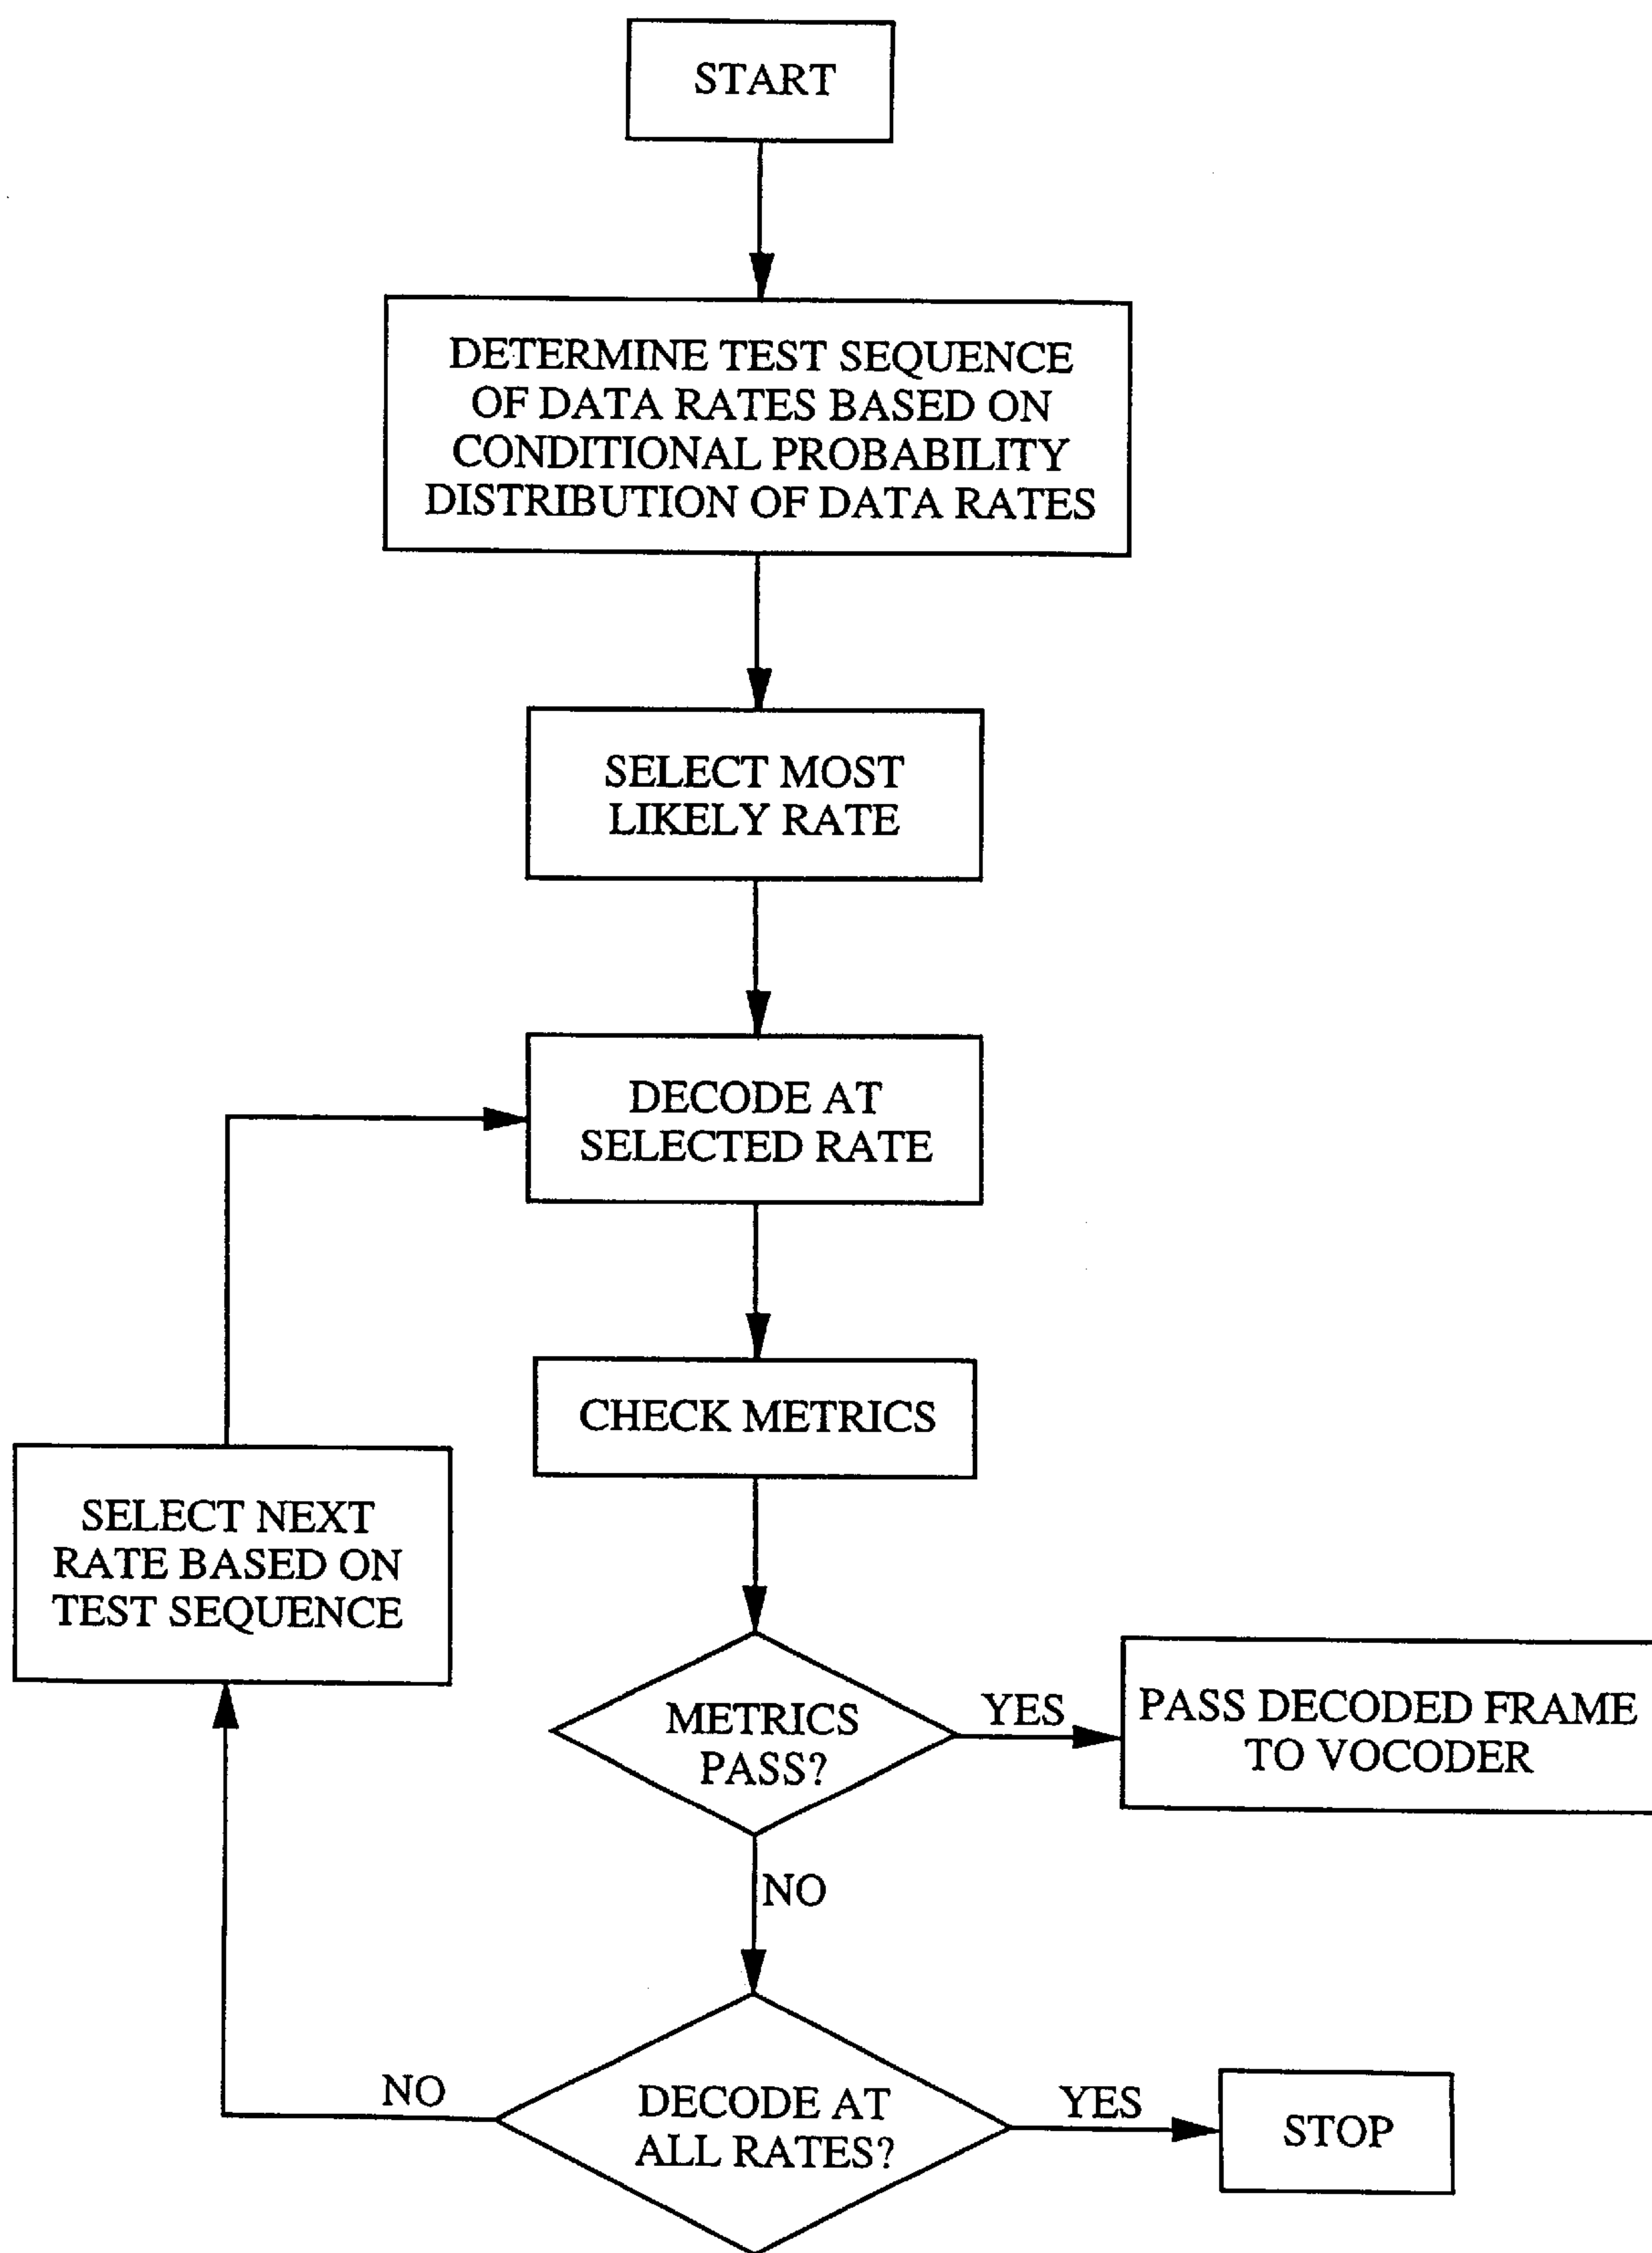 START
DETERMINE TEST SEQUENCE
OF DATA RATES BASED ON
CONDITIONAL PROBABILITY
DISTRIBUTION OF DATA RATES
SELECT MOST
LIKELY RATE
DECODE AT
SELECTED RATE
CHECK METRICS
SELECT NEXT
RATE BASED ON
TEST SEQUENCE
METRICS
PASS?
YES
PASS DECODED FRAME
TO VOCODER
NO
NO
DECODE AT
ALL RATES?
YES
STOP